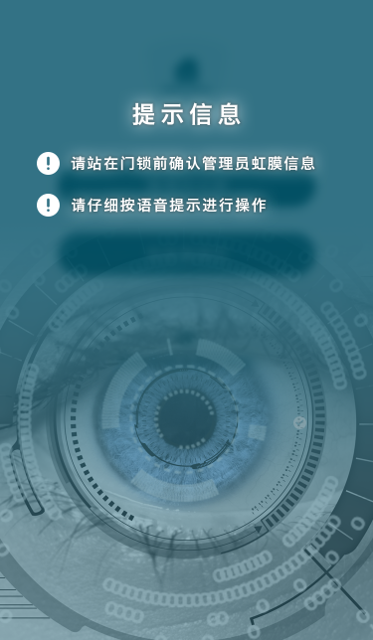 提示信息
请站在门锁前确认管理员虹膜信息
请仔细按语音提示进行操作